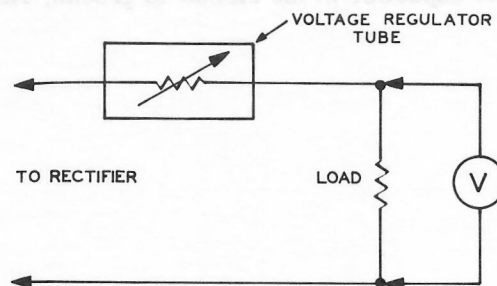 VOLTAGE REGULATOR
TUBE
TO RECTIFIER
LOAD
V